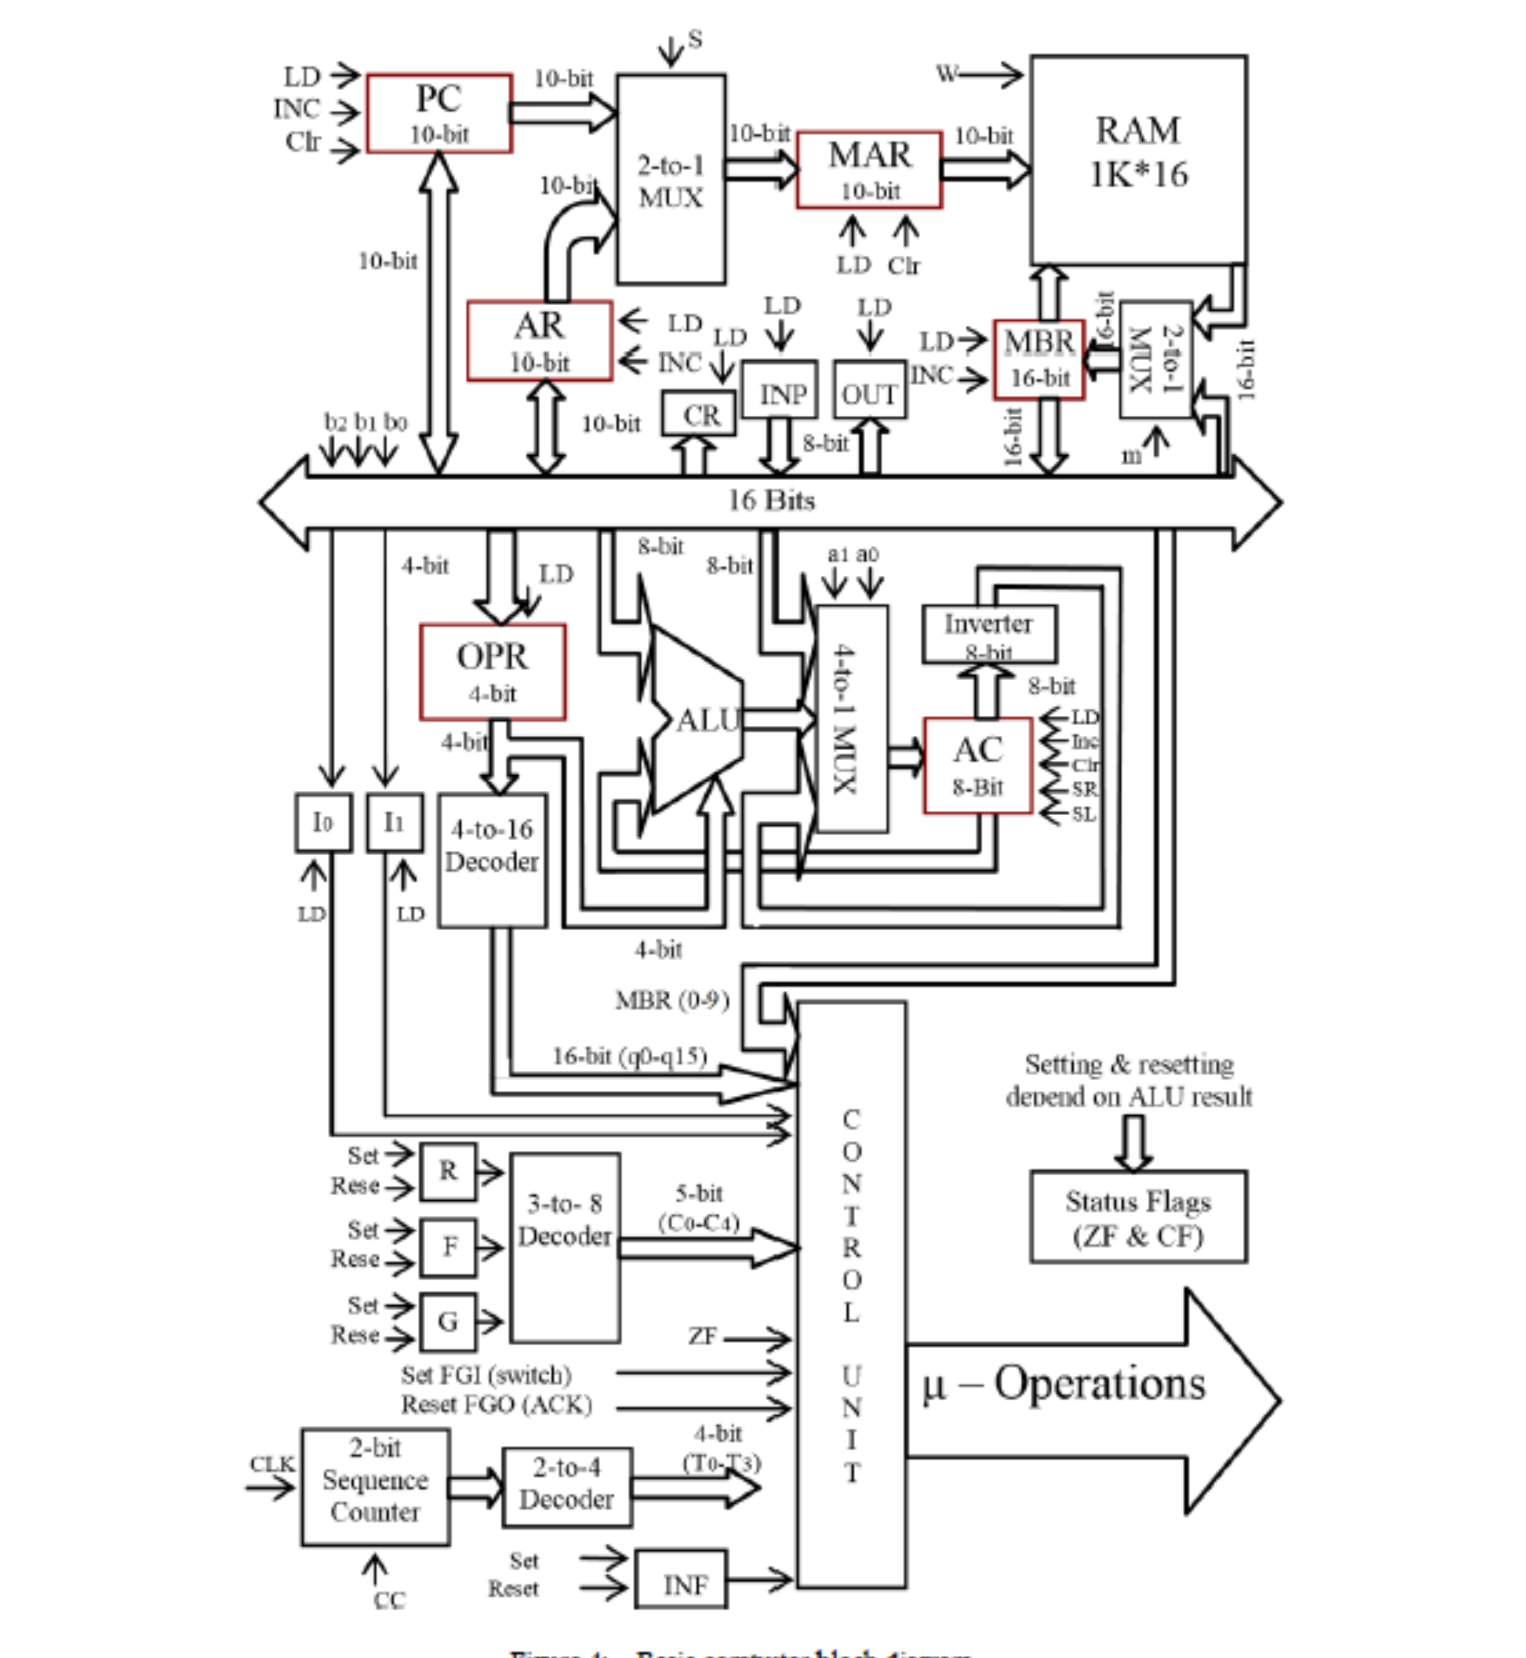 S
LD
INC
Clr
PC
10-bit
10-bit
10-bit
2-to-1
MUX
10-bit
MAR
10-bit
10-bit
LD Clr
W
RAM
1K*16
10-bit
AR
10-bit
LD
INC
10-bit
LD
CR
LD
INP
8-bit
LD
OUT
LD
INC
MBR
16-bit
16-bit
16-bit
2-to-1
MUX
16-bit
m
b2 b1 b0
16 Bits
4-bit
LD
OPR
4-bit
4-bit
8-bit
8-bit
a1 a0
ALU
4-to-1 MUX
Inverter
8-bit
8-bit
AC
8-Bit
LD
Inc
Clr
SR
SL
I0
I1
LD
LD
4-to-16
Decoder
4-bit
MBR (0-9)
16-bit (q0-q15)
Set
Rese
R
Set
Rese
F
Set
Rese
G
3-to- 8
Decoder
5-bit
(C0-C4)
ZF
Set FGI (switch)
Reset FGO (ACK)
CLK
2-bit
Sequence
Counter
CC
2-to-4
Decoder
4-bit
(T0-T3)
Set
Reset
INF
CONTROL UNIT
Setting & resetting
depend on ALU result
Status Flags
(ZF & CF)
μ – Operations
Figure 4: Basic computer block diagram